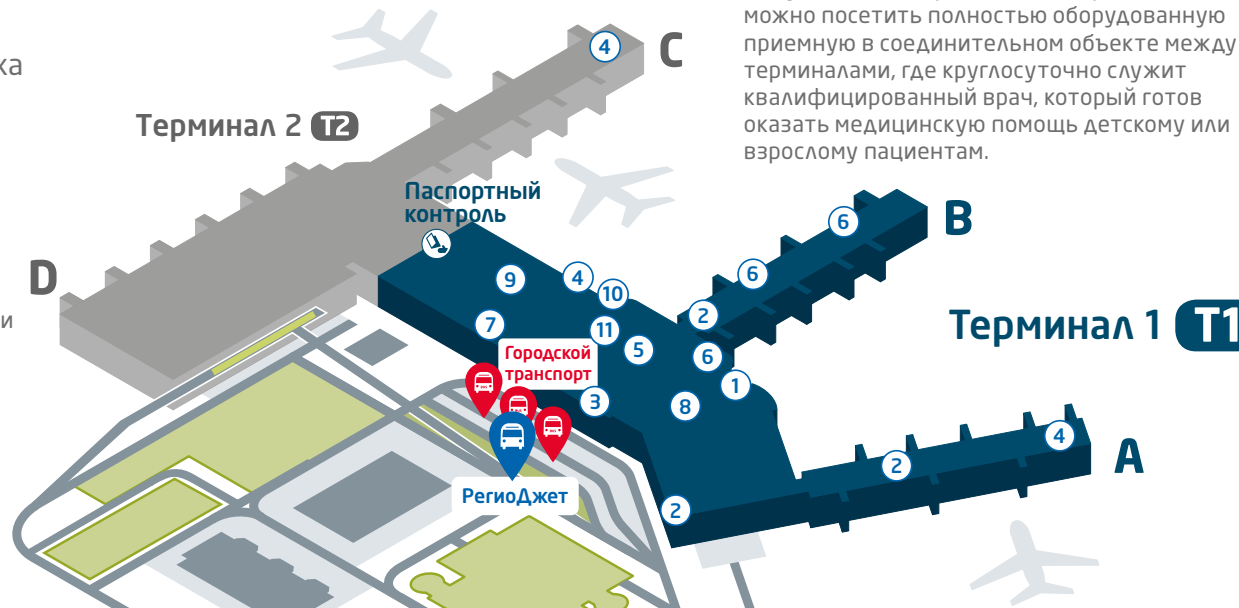 можно посетить полностью оборудованную
приемную в соединительном объекте между
терминалами, где круглосуточно служит
квалифицированный врач, который готов
оказать медицинскую помощь детскому или
взрослому пациентам.
4
C
Терминал 2 T2
Паспортный
контроль
D
и
B
6
6
9
4
10
2
7
11
5
6
Терминал 1 T1
Городской
транспорт
1
3
8
4
A
2
РегиоДжет
2